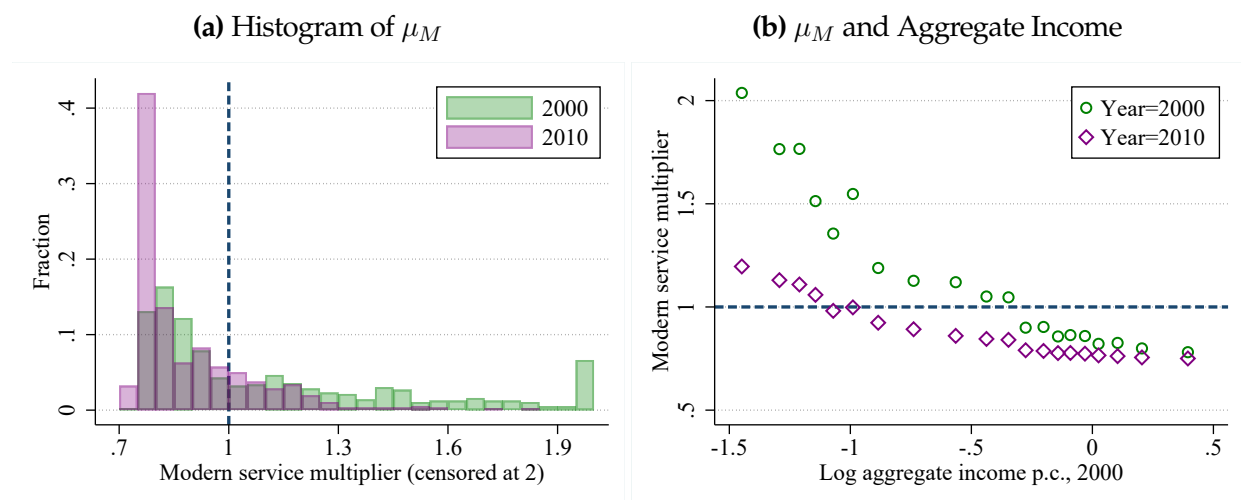 (a) Histogram of μ_M
Fraction
.4
.3
.2
.1
0
2000
2010
.7
1
1.3
1.6
1.9
Modern service multiplier (censored at 2)
(b) μ_M and Aggregate Income
Modern service multiplier
2
1.5
1
.5
Year=2000
Year=2010
-1.5
-1
-.5
0
.5
Log aggregate income p.c., 2000